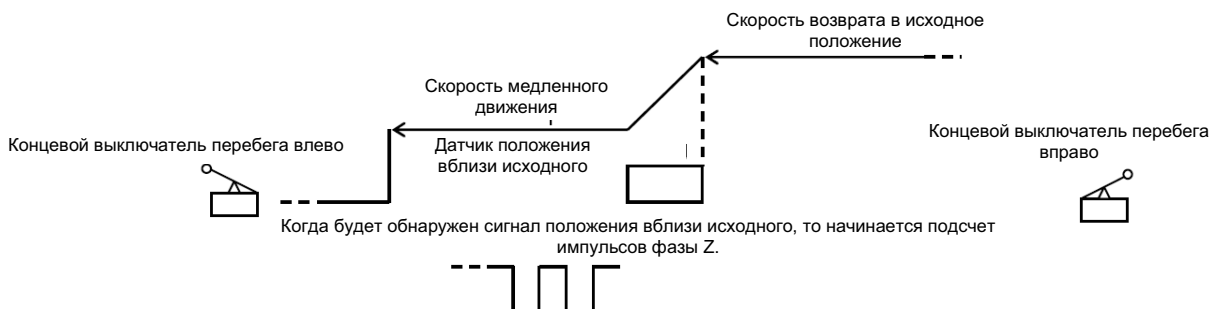 Скорость возврата в исходное
положение
Скорость медленного
движения
Концевой выключатель перебега влево
Датчик положения
вблизи исходного
Концевой выключатель перебега
вправо
Когда будет обнаружен сигнал положения вблизи исходного, то начинается подсчет
импульсов фазы Z.